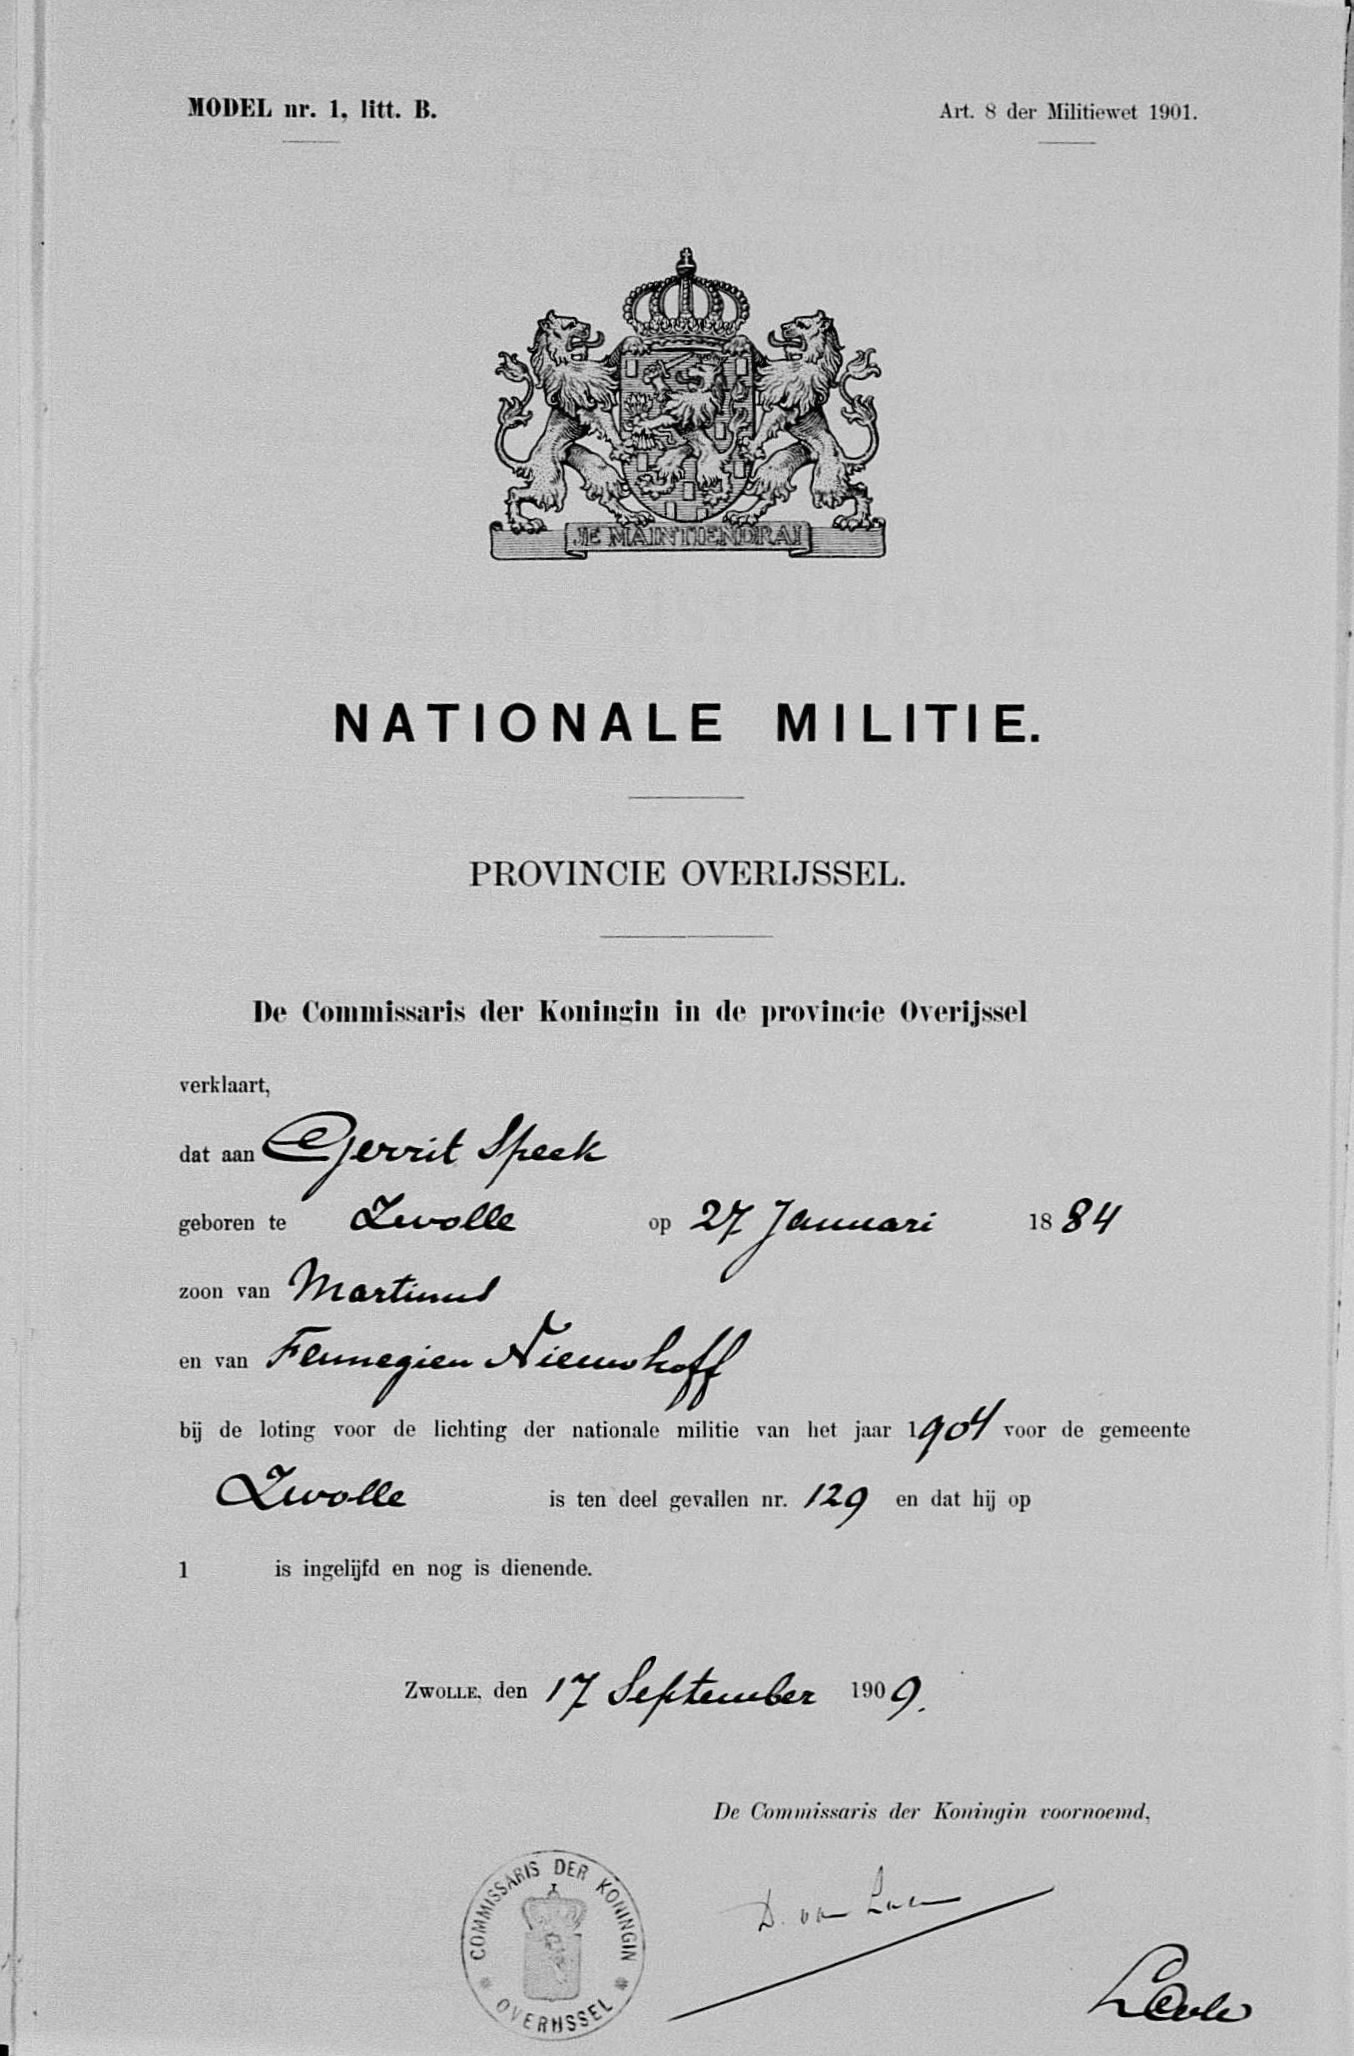 MODEL nr. 1, litt. B.
Art. 8 der Militiewet 1901.
JE MAINTIENDRAI
NATIONALE MILITIE.
PROVINCIE OVERIJSSEL.
De Commissaris der Koningin in de provincie Overijssel
verklaart,
dat aan Gerrit Speek
geboren te Zwolle op 27 Januari 1884
zoon van Martinus
en van Fennegien Nieuwhoff
bij de loting voor de lichting der nationale militie van het jaar 1904 voor de gemeente
Zwolle is ten deel gevallen nr. 129 en dat hij op
1 is ingelijfd en nog is dienende.
ZWOLLE, den 17 September 1909.
De Commissaris der Koningin voornoemd,
COMMISSARIS DER KONINGIN
OVERIJSSEL
D. van